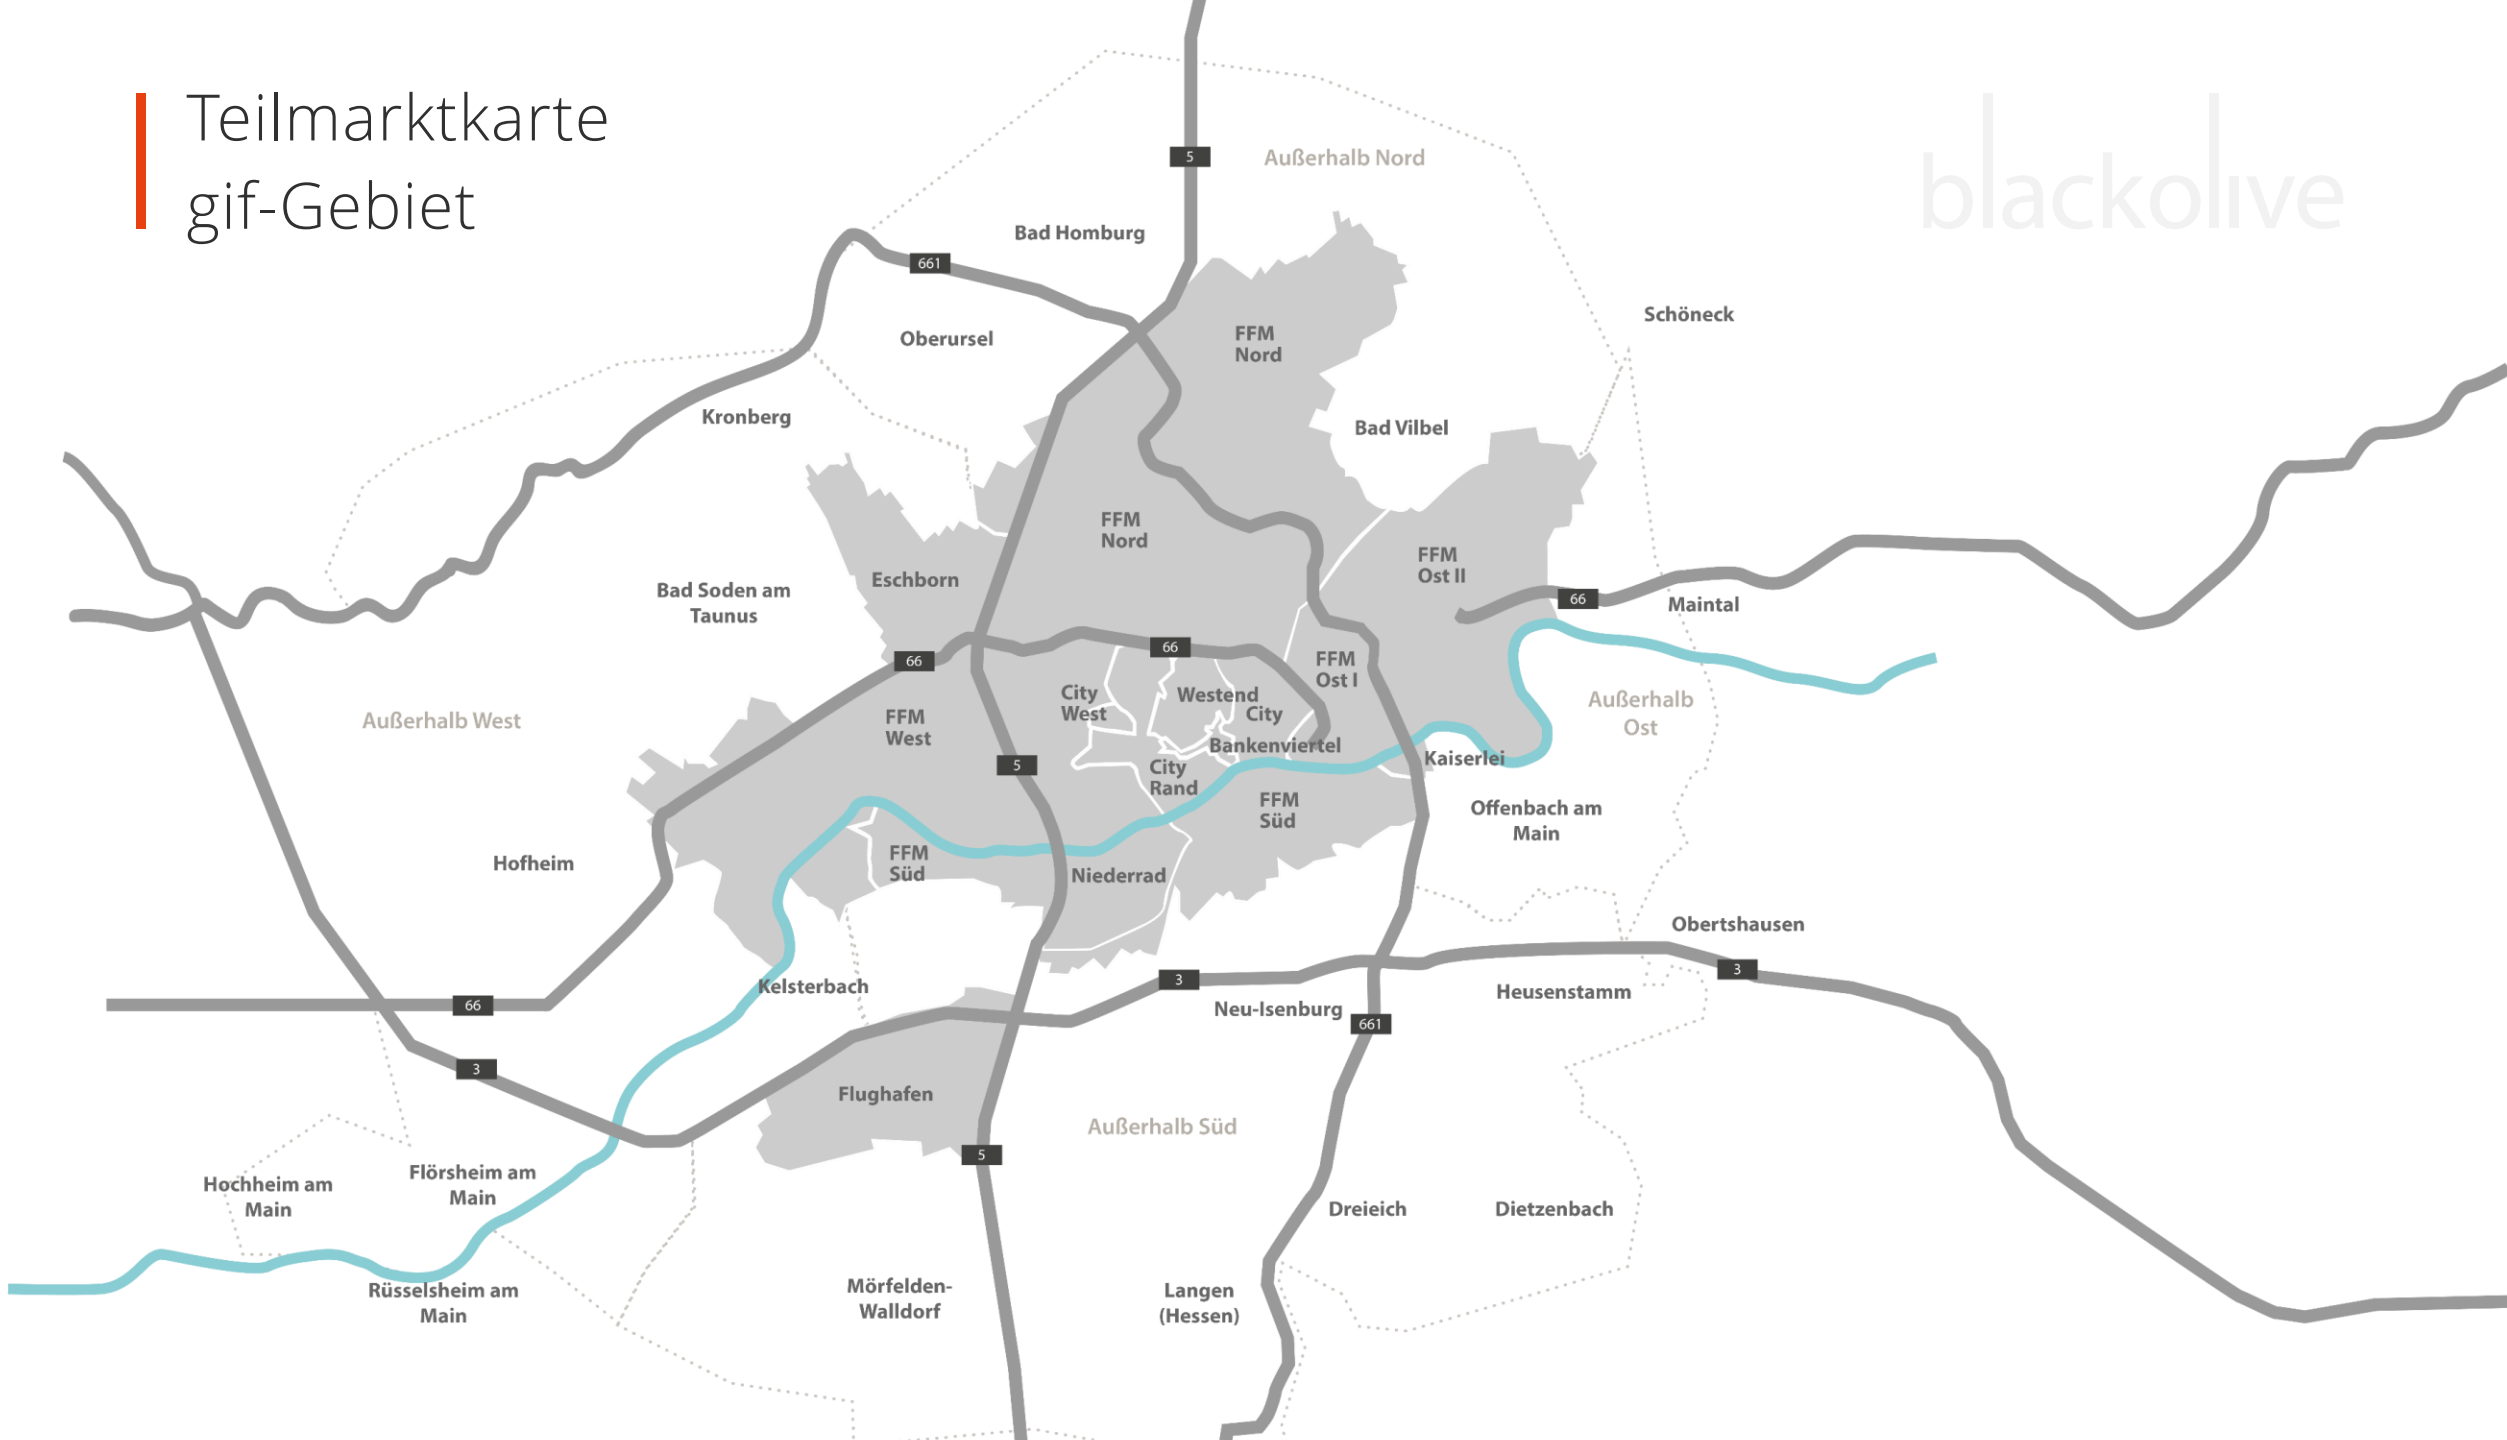 Teilmarktkarte
gif-Gebiet
blackolive
5
Außerhalb Nord
Bad Homburg
661
Schöneck
Oberursel
FFM
Nord
Kronberg
Bad Vilbel
FFM
Nord
FFM
Ost II
Eschborn
Bad Soden am
Taunus
66
Maintal
66
66
FFM
Ost I
City
West
Westend
City
Außerhalb
Ost
Außerhalb West
FFM
West
Bankenviertel
5
Kaiserlei
City
Rand
FFM
Süd
Offenbach am
Main
Hofheim
FFM
Süd
Niederrad
Obertshausen
3
3
Kelsterbach
Heusenstamm
66
Neu-Isenburg
661
3
Flughafen
Außerhalb Süd
5
Flörsheim am
Main
Hochheim am
Main
Dreieich
Dietzenbach
Rüsselsheim am
Main
Mörfelden-
Walldorf
Langen
(Hessen)